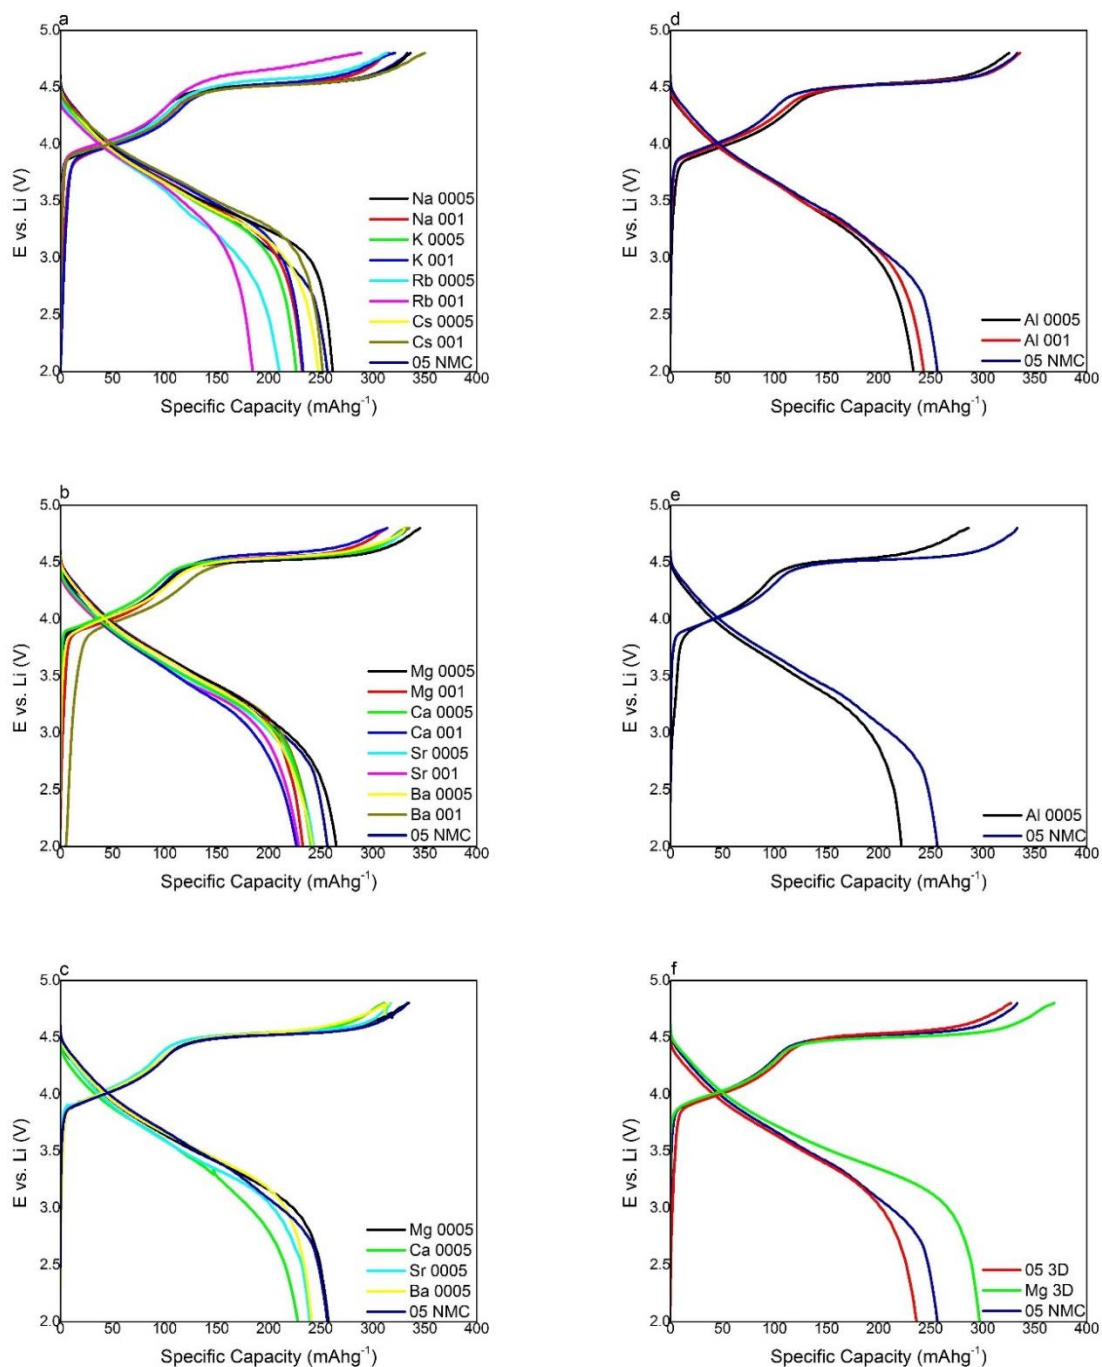 a
5.0
4.5
4.0
3.5
3.0
2.5
2.0
E vs. Li (V)
Na 0005
Na 001
K 0005
K 001
Rb 0005
Rb 001
Cs 0005
Cs 001
05 NMC
0 50 100 150 200 250 300 350 400
Specific Capacity (mAhg-1)
d
5.0
4.5
4.0
3.5
3.0
2.5
2.0
E vs. Li (V)
Al 0005
Al 001
05 NMC
0 50 100 150 200 250 300 350 400
Specific Capacity (mAhg-1)
b
5.0
4.5
4.0
3.5
3.0
2.5
2.0
E vs. Li (V)
Mg 0005
Mg 001
Ca 0005
Ca 001
Sr 0005
Sr 001
Ba 0005
Ba 001
05 NMC
0 50 100 150 200 250 300 350 400
Specific Capacity (mAhg-1)
e
5.0
4.5
4.0
3.5
3.0
2.5
2.0
E vs. Li (V)
Al 0005
05 NMC
0 50 100 150 200 250 300 350 400
Specific Capacity (mAhg-1)
c
5.0
4.5
4.0
3.5
3.0
2.5
2.0
E vs. Li (V)
Mg 0005
Ca 0005
Sr 0005
Ba 0005
05 NMC
0 50 100 150 200 250 300 350 400
Specific Capacity (mAhg-1)
f
5.0
4.5
4.0
3.5
3.0
2.5
2.0
E vs. Li (V)
05 3D
Mg 3D
05 NMC
0 50 100 150 200 250 300 350 400
Specific Capacity (mAhg-1)